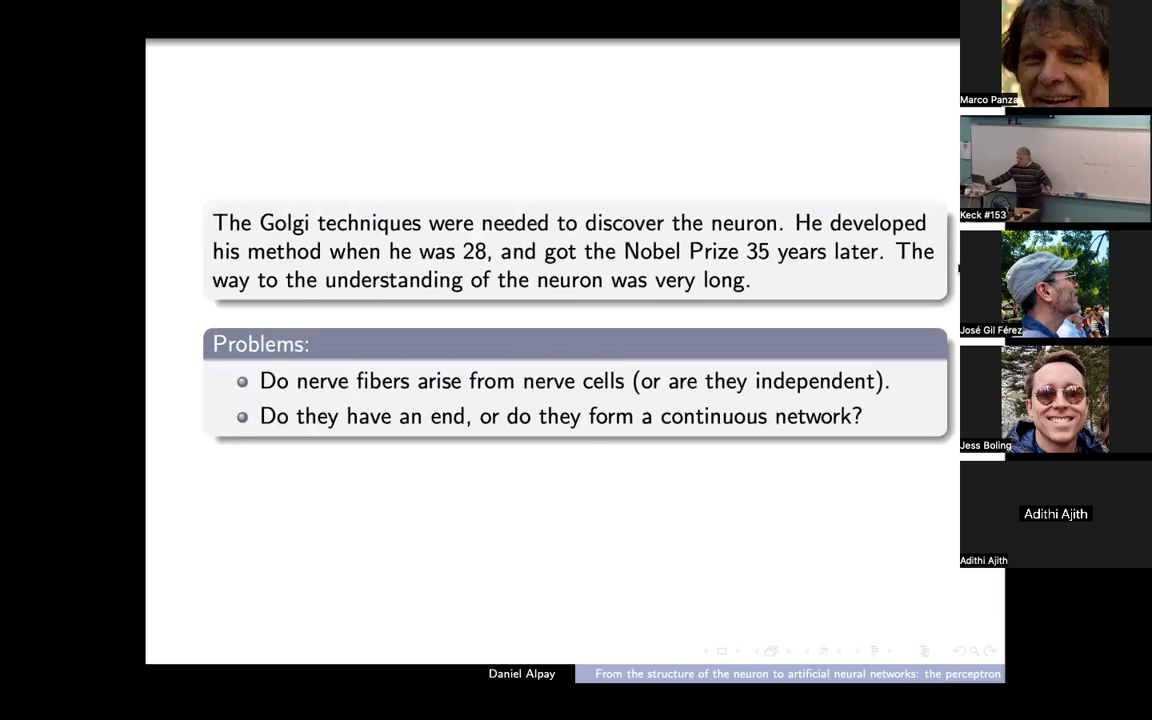 The Golgi techniques were needed to discover the neuron. He developed
his method when he was 28, and got the Nobel Prize 35 years later. The
way to the understanding of the neuron was very long.
Problems:
Do nerve fibers arise from nerve cells (or are they independent).
Do they have an end, or do they form a continuous network?
Daniel Alpay
From the structure of the neuron to artificial neural networks: the perceptron
Marco Panza
Keck #153
José Gil Férez
Jess Boling
Adithi Ajith
Adithi Ajith